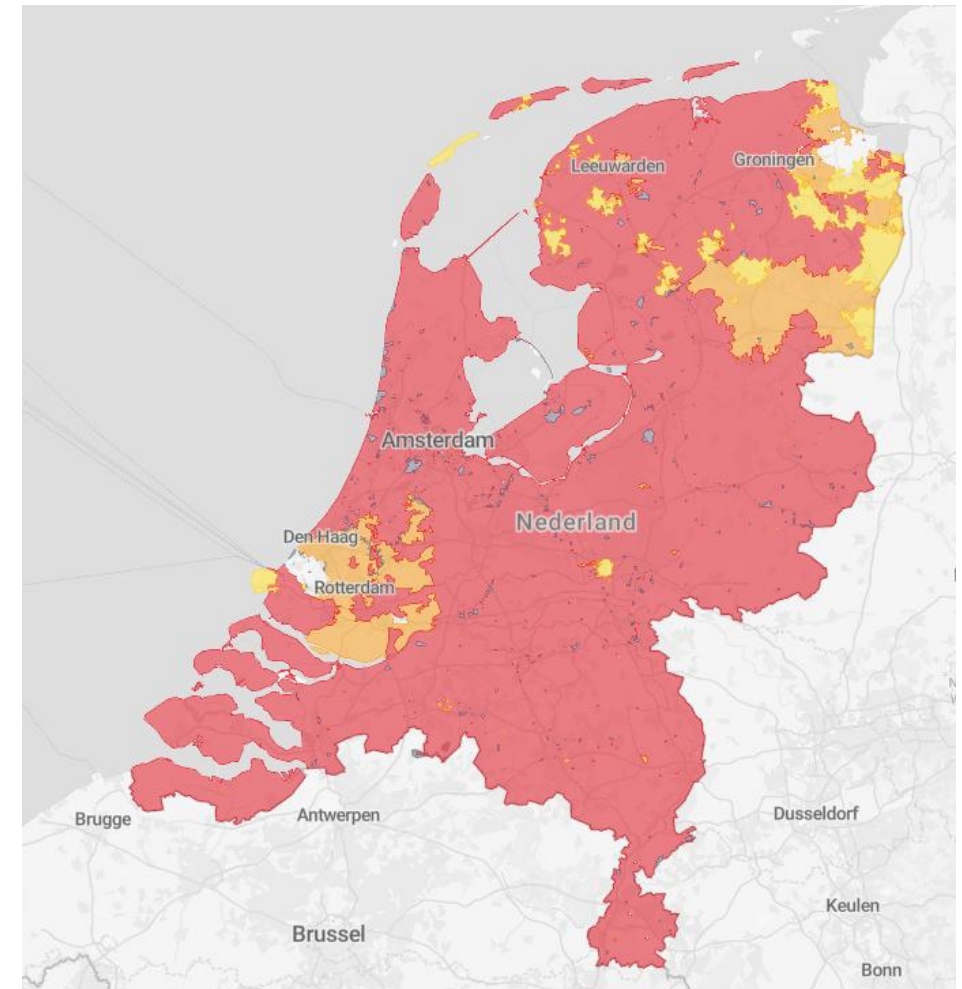 Leeuwarden
Groningen
Amsterdam
Nederland
Den Haag
Rotterdam
Brugge
Antwerpen
Dusseldorf
Brussel
Keulen
Bonn